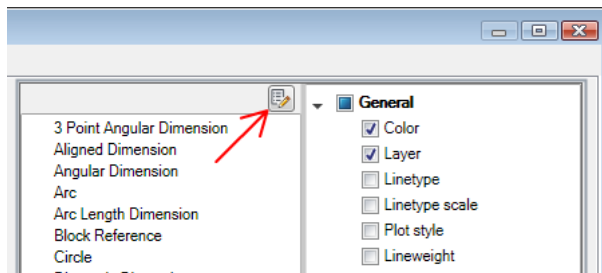 3 Point Angular Dimension
Aligned Dimension
Angular Dimension
Arc
Arc Length Dimension
Block Reference
Circle
General
Color
Layer
Linetype
Linetype scale
Plot style
Lineweight